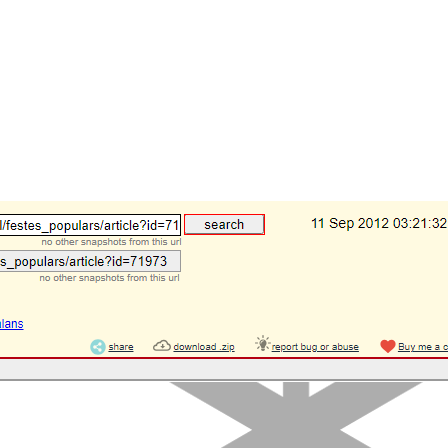 l/festes_populars/article?id=71
search
11 Sep 2012 03:21:32
no other snapshots from this url
s_populars/article?id=71973
no other snapshots from this url
lans
share
download .zip
report bug or abuse
Buy me a c